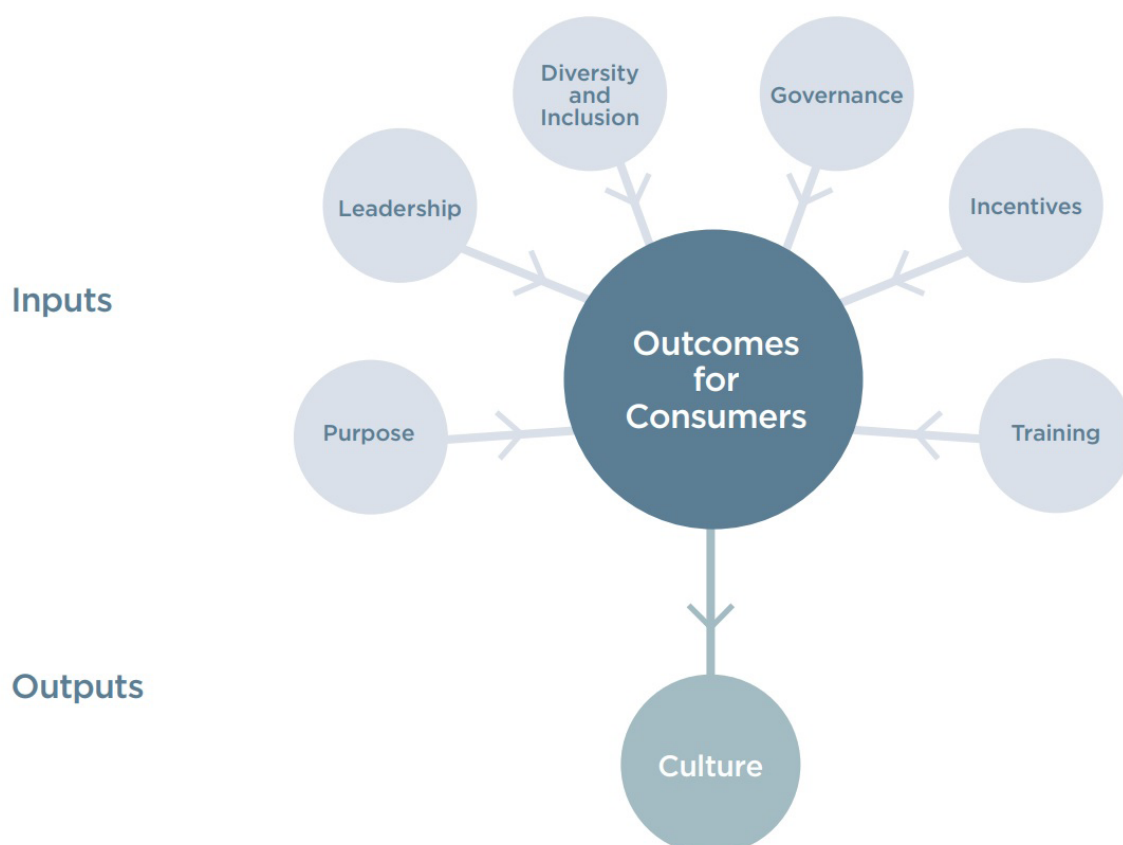 Diversity
and
Inclusion
Governance
Leadership
Incentives
Inputs
Outcomes
for
Consumers
Purpose
Training
Outputs
Culture